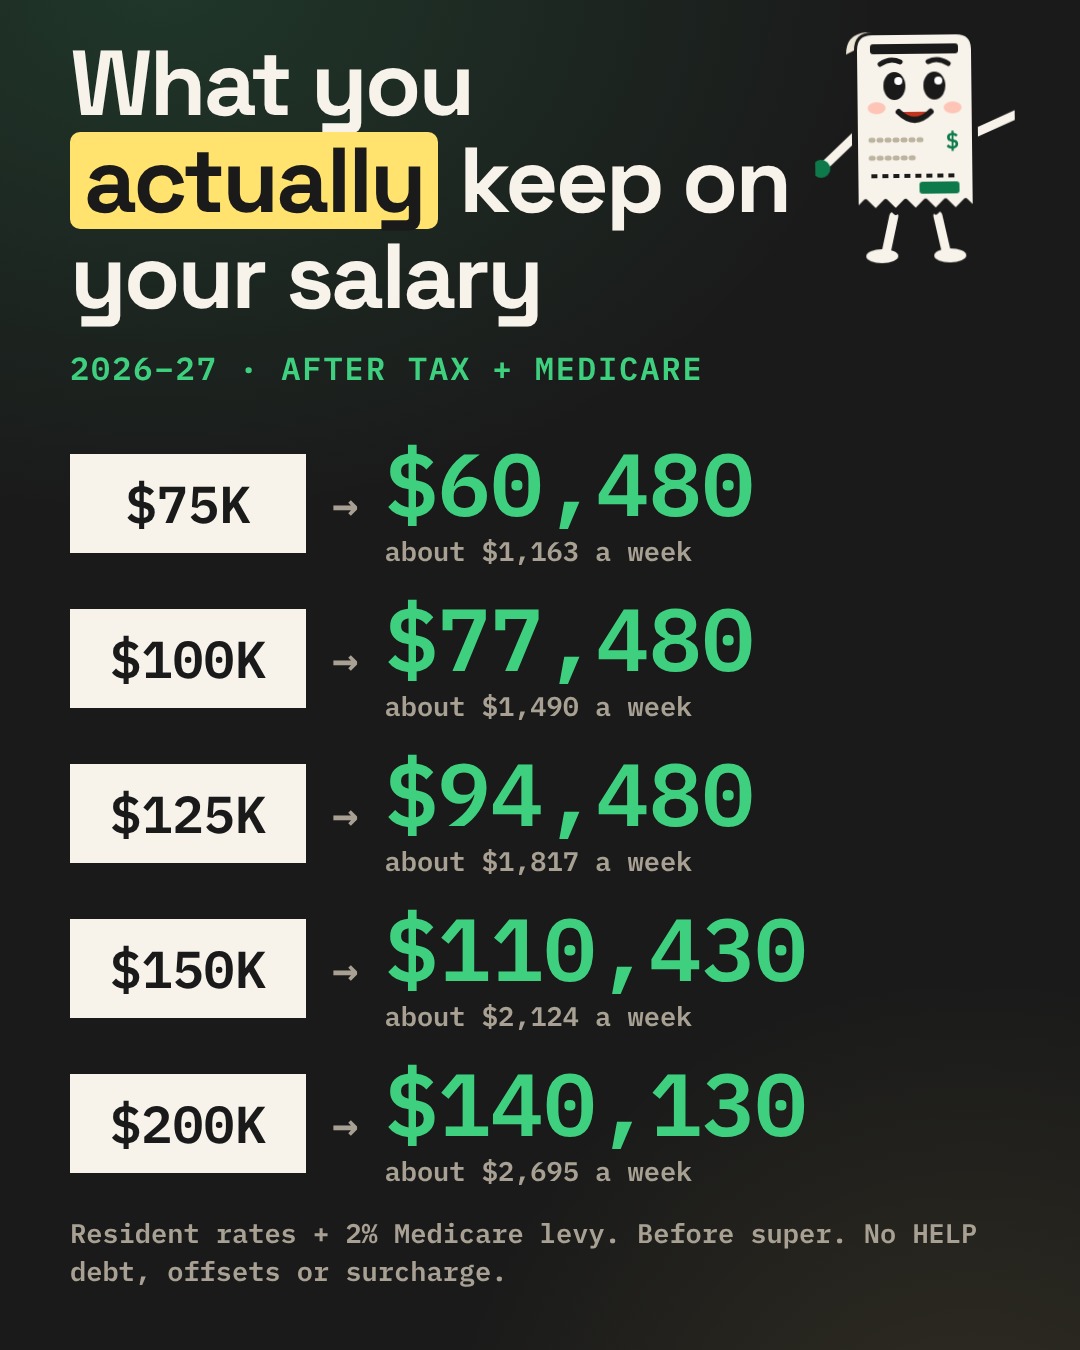 What you
actually keep on
your salary
2026–27 · AFTER TAX + MEDICARE
$75K → $60,480
about $1,163 a week
$100K → $77,480
about $1,490 a week
$125K → $94,480
about $1,817 a week
$150K → $110,430
about $2,124 a week
$200K → $140,130
about $2,695 a week
Resident rates + 2% Medicare levy. Before super. No HELP
debt, offsets or surcharge.
$